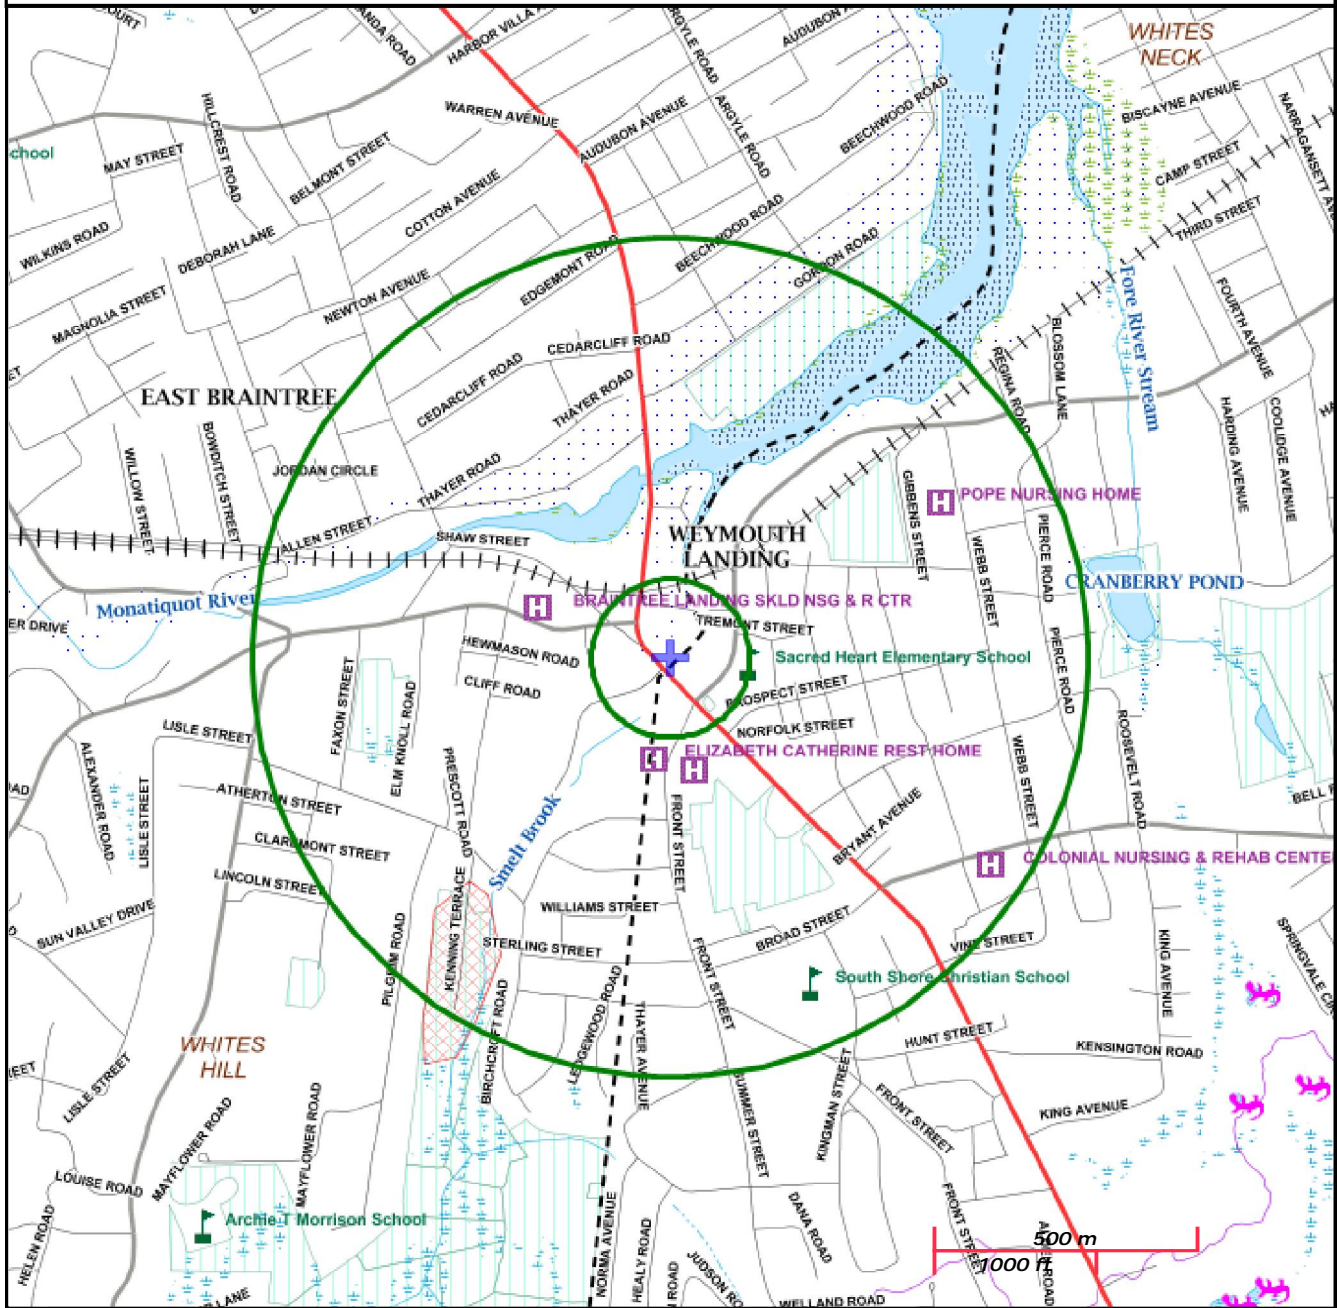 COURT
HARBOR VILLA A
ARGYLE ROAD
AUDUBON A
WHITES
NECK
WARREN AVENUE
AUDUBON AVENUE
ARGYLE ROAD
BEECHWOOD ROAD
BISCAYNE AVENUE
NARRAGANSETT AV
chool
MAY STREET
HILLCREST ROAD
BELMONT STREET
CAMP STREET
COTTON AVENUE
THIRD STREET
WILKINS ROAD
DEBORAH LANE
EDGEMONT ROAD
BEECHWOOD ROAD
GORDON ROAD
NEWTON AVENUE
MAGNOLIA STREET
Fore River Stream
FOURTH AVENUE
CEDARCLIFF ROAD
BLOSSOM LANE
REGINA ROAD
CEDARCLIFF ROAD
THAYER ROAD
EAST BRAINTREE
HARDING AVENUE
COOLIDGE AVENUE
HA
WILLOW STREET
BOWDITCH STREET
JORDAN CIRCLE
THAYER ROAD
GIBBENS STREET
POPE NURSING HOME
ALLEN STREET
SHAW STREET
WEYMOUTH
LANDING
WEBB STREET
PIERCE ROAD
CRANBERRY POND
Monatiquot River
H
BRAINTREE LANDING SKLD NSG & R CTR
ER DRIVE
TREMONT STREET
HEWMASON ROAD
Sacred Heart Elementary School
PIERCE ROAD
CLIFF ROAD
PROSPECT STREET
FAXON STREET
ELM KNOLL ROAD
LISLE STREET
NORFOLK STREET
ROOSEVELT ROAD
ALEXANDER ROAD
LISLE STREET
PRESCOTT ROAD
H
H
ELIZABETH CATHERINE REST HOME
WEBB STREET
ATHERTON STREET
Smelt Brook
FRONT STREET
BRYANT AVENUE
BELL
CLAREMONT STREET
H
COLONIAL NURSING & REHAB CENTE
LINCOLN STREET
SUN VALLEY DRIVE
PILGRIM ROAD
KENNING TERRACE
WILLIAMS STREET
BROAD STREET
STERLING STREET
VINE STREET
KING AVENUE
SPRINGVALE CI
FRONT STREET
South Shore Christian School
BIRCHCROFT ROAD
LEDGEWOOD ROAD
THAYER AVENUE
WHITES
HILL
HUNT STREET
KENSINGTON ROAD
LISLE STREET
SUMMER STREET
KINGMAN STREET
FRONT STREET
KING AVENUE
MAYFLOWER ROAD
MAYFLOWER ROAD
LOUISE ROAD
Archie T Morrison School
HELEN ROAD
NORMA AVENUE
HEALY ROAD
DANA ROAD
FRONT STREET
500 m
1000 ft
JUDSON RO
LANE
WELLAND ROAD